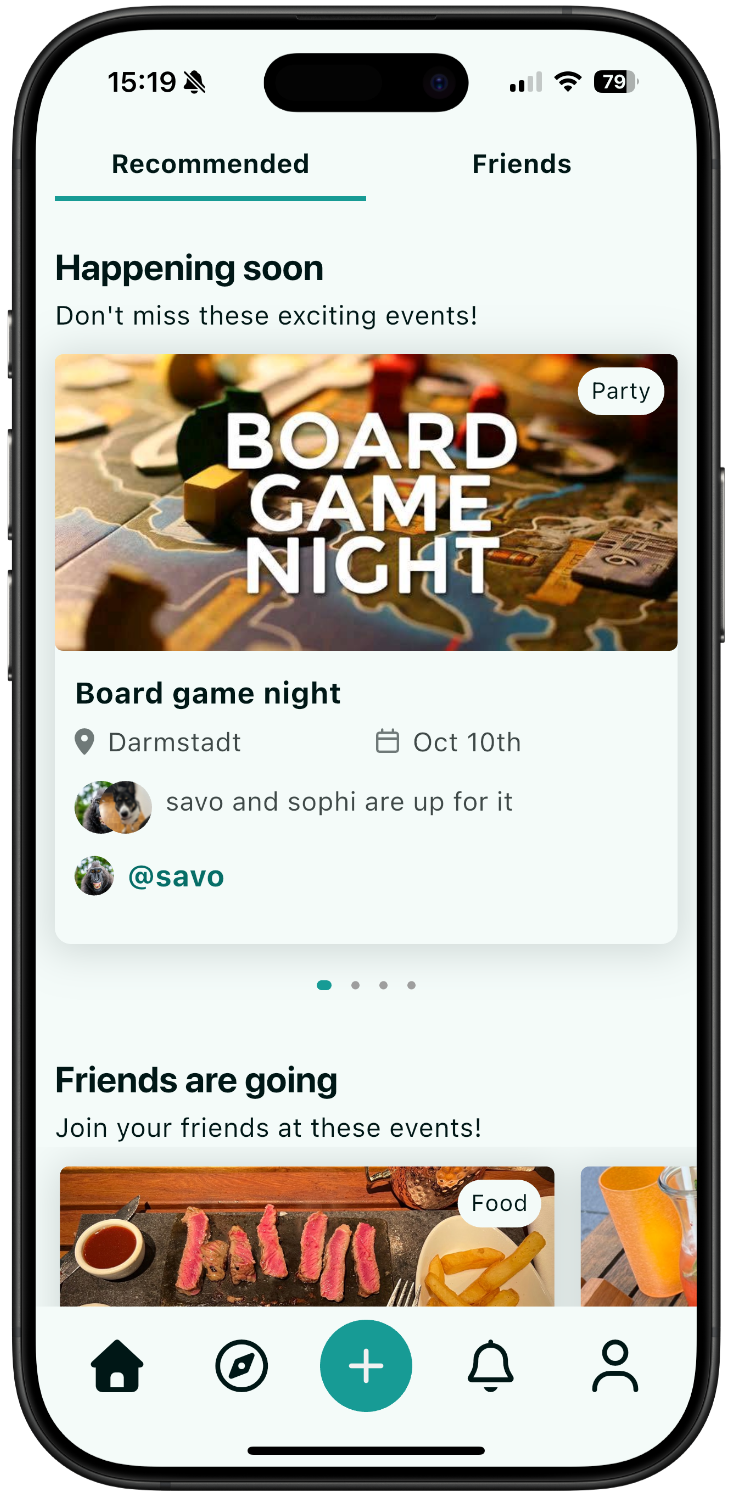 15:19
79
Recommended
Friends
Happening soon
Don't miss these exciting events!
Party
BOARD
GAME
NIGHT
Board game night
Darmstadt
Oct 10th
savo and sophi are up for it
@savo
Friends are going
Join your friends at these events!
Food